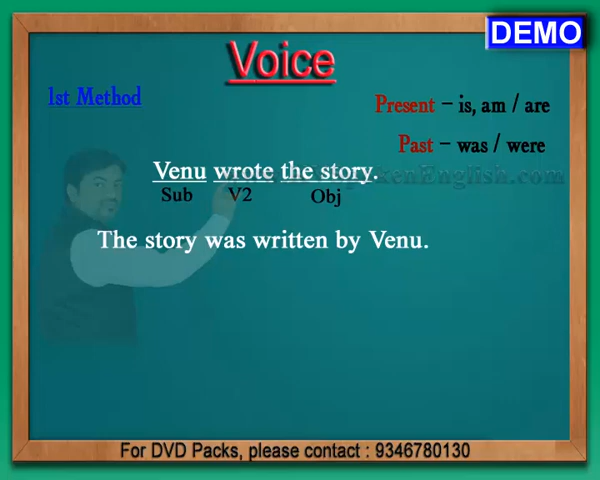 DEMO
Voice
1st Method
Present – is, am / are
Past – was / were
Venu wrote the story.
Sub V2 Obj
The story was written by Venu.
For DVD Packs, please contact : 9346780130